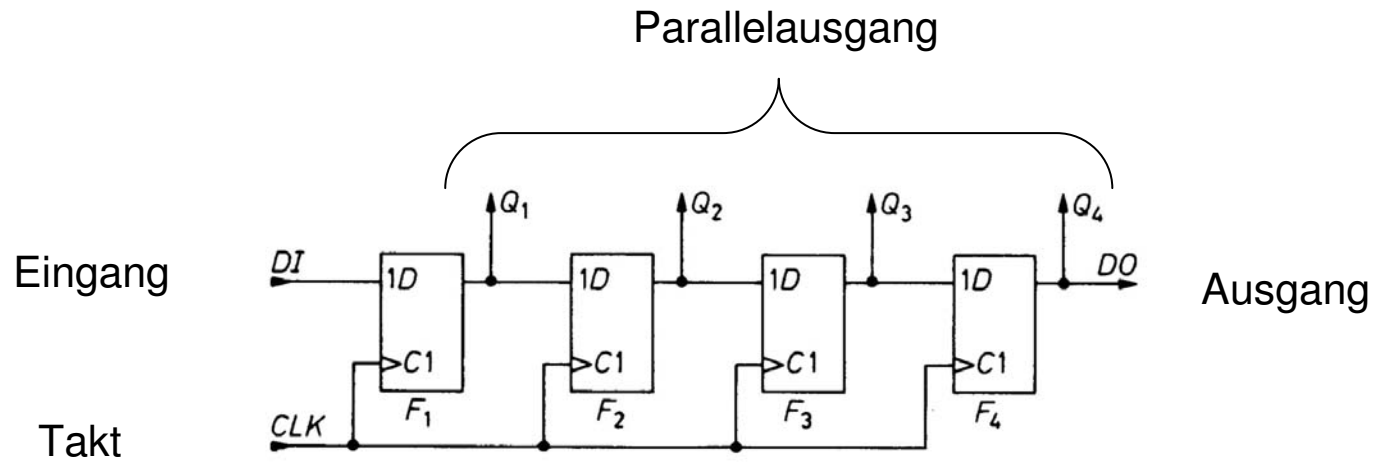 Parallelausgang
Q1 Q2 Q3 Q4
Eingang DI 1D 1D 1D 1D DO Ausgang
C1 C1 C1 C1
F1 F2 F3 F4
Takt CLK